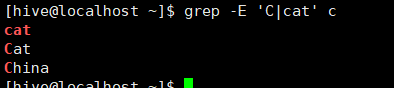 [hive@localhost ~]$ grep -E 'C|cat' c
cat
Cat
China
[hive@localhost ~]$